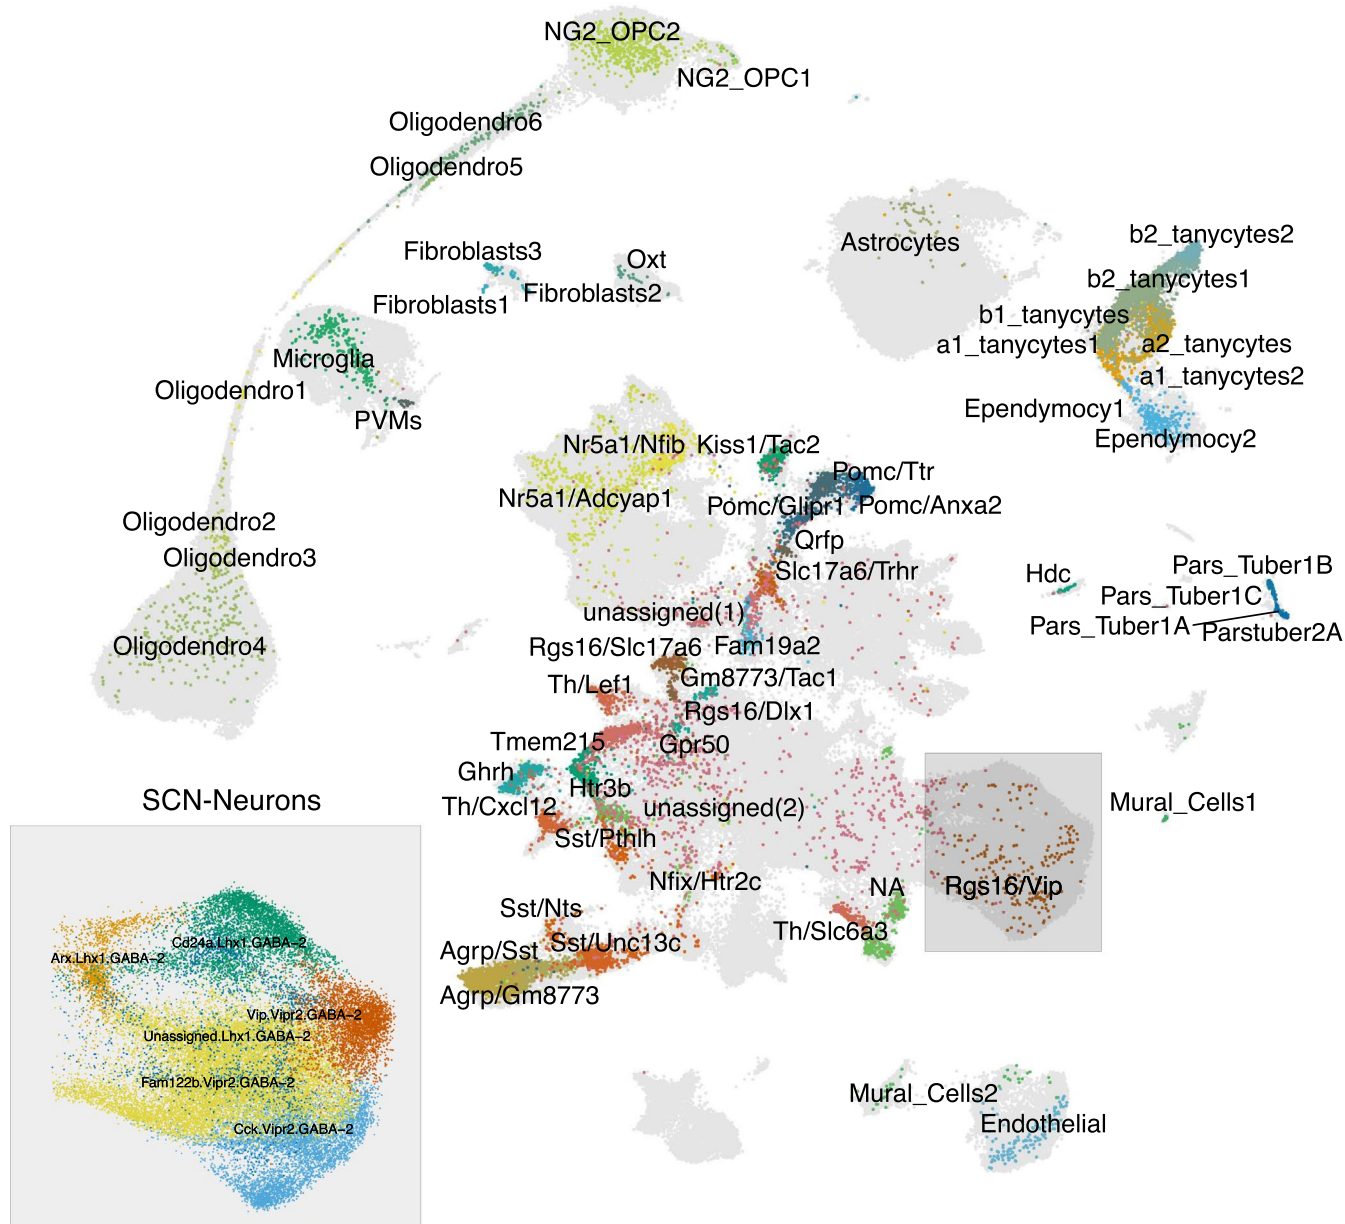 NG2_OPC2
NG2_OPC1
Oligodendro6
Oligodendro5
Astrocytes
b2_tanycytes2
Fibroblasts3
Oxt
b2_tanycytes1
Fibroblasts2
Fibroblasts1
b1_tanycytes
a1_tanycytes1
a2_tanycytes
Microglia
a1_tanycytes2
Oligodendro1
PVMs
Ependymocy1
Ependymocy2
Nr5a1/Nfib
Kiss1/Tac2
Pomc/Ttr
Nr5a1/Adcyap1
Pomc/Glipr1
Pomc/Anxa2
Oligodendro2
Qrfp
Oligodendro3
Slc17a6/Trhr
Hdc
Pars_Tuber1B
Pars_Tuber1C
unassigned(1)
Pars_Tuber1A
Parstuber2A
Oligodendro4
Rgs16/Slc17a6
Fam19a2
Gm8773/Tac1
Th/Lef1
Rgs16/Dlx1
Tmem215
Gpr50
Ghrh
Htr3b
SCN-Neurons
Th/Cxcl12
unassigned(2)
Mural_Cells1
Sst/Pthlh
Nfix/Htr2c
NA
Rgs16/Vip
Sst/Nts
Th/Slc6a3
Agrp/Sst
Sst/Unc13c
Agrp/Gm8773
Cd24a.Lhx1.GABA−2
Arx.Lhx1.GABA−2
Vip.Vipr2.GABA−2
Unassigned.Lhx1.GABA−2
Fam122b.Vipr2.GABA−2
Cck.Vipr2.GABA−2
Mural_Cells2
Endothelial